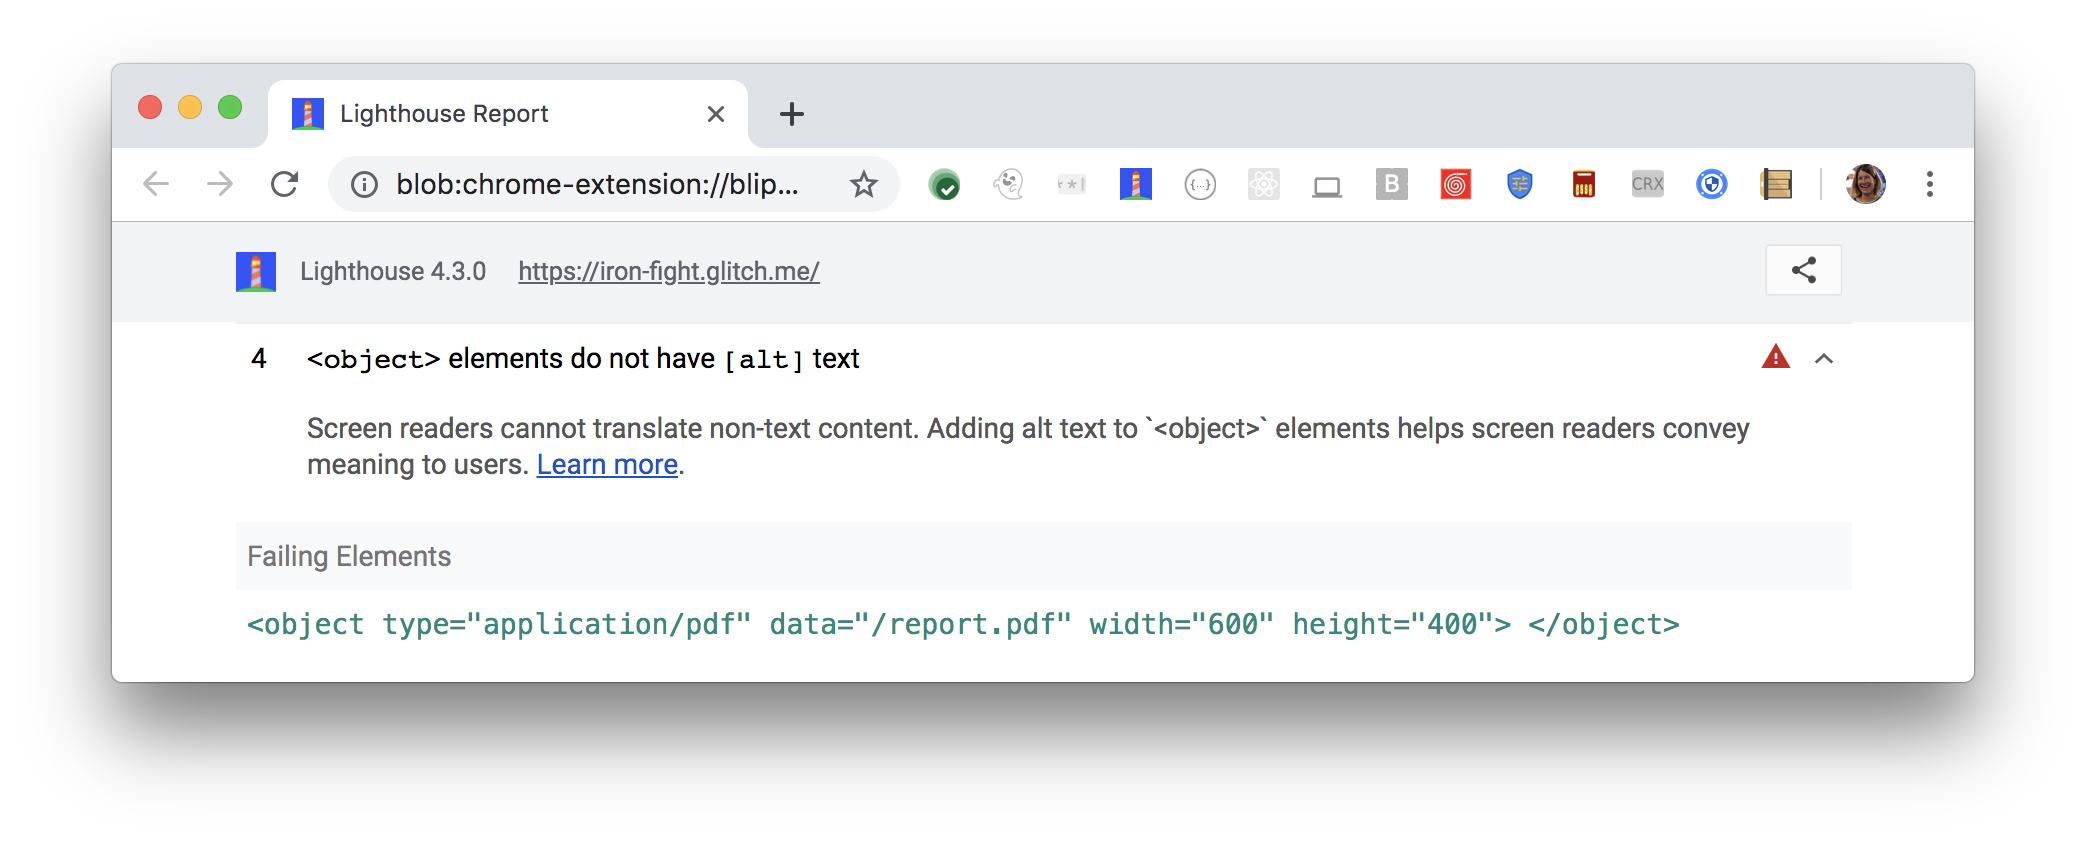 Lighthouse Report
blob:chrome-extension://blip...
{...}
B
CRX
Lighthouse 4.3.0 https://iron-fight.glitch.me/
4 <object> elements do not have [alt] text
Screen readers cannot translate non-text content. Adding alt text to `<object>` elements helps screen readers convey
meaning to users. Learn more.
Failing Elements
<object type="application/pdf" data="/report.pdf" width="600" height="400"> </object>